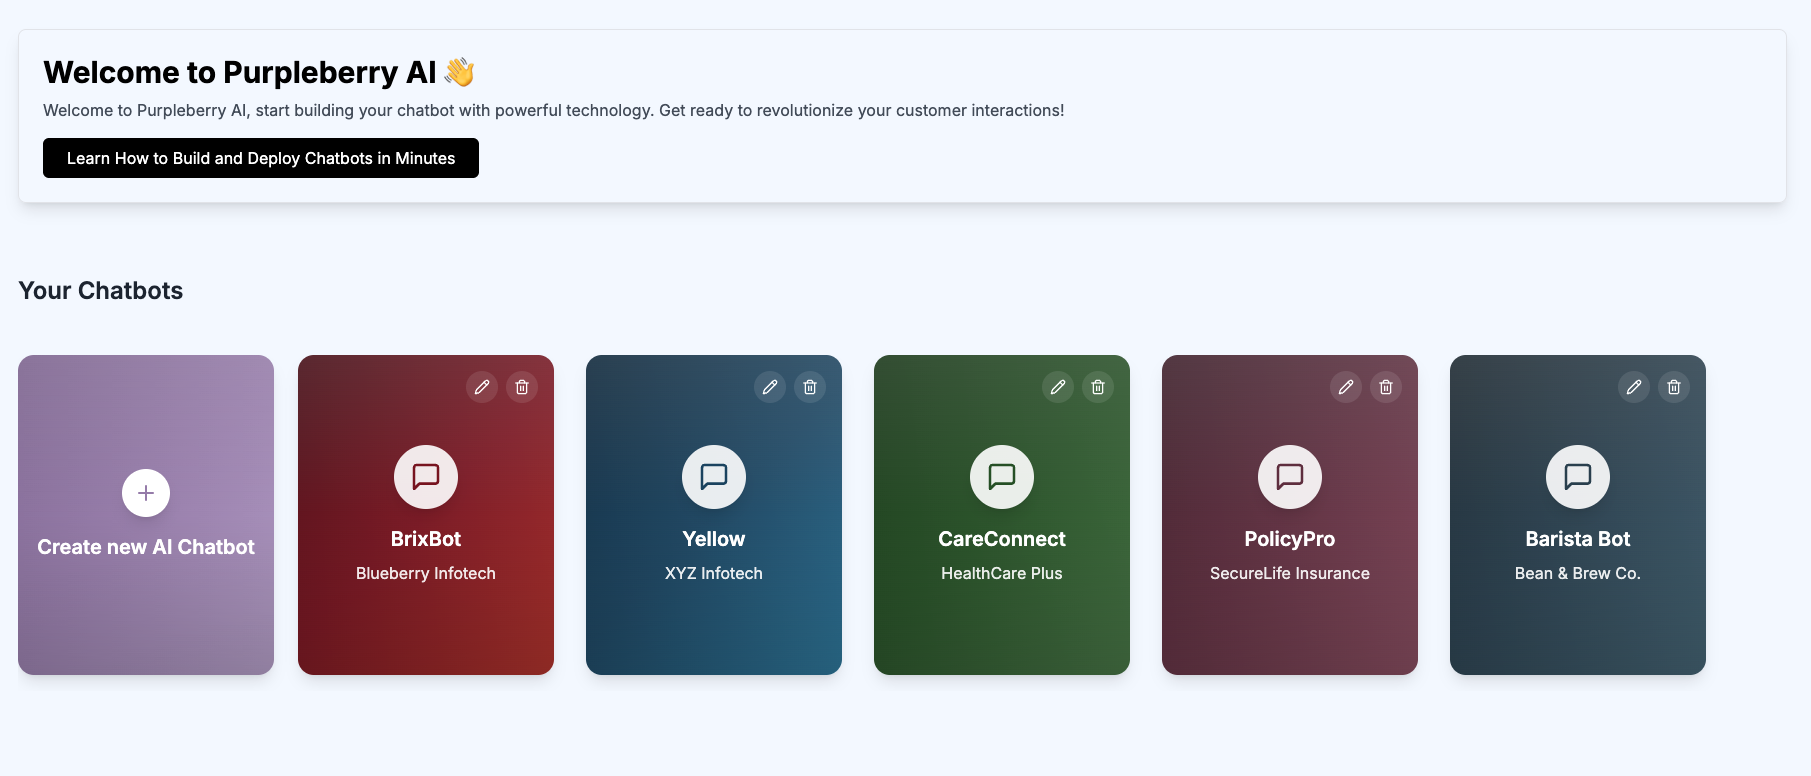 Welcome to Purpleberry AI 👋
Welcome to Purpleberry AI, start building your chatbot with powerful technology. Get ready to revolutionize your customer interactions!
Learn How to Build and Deploy Chatbots in Minutes
Your Chatbots
Create new AI Chatbot
BrixBot
Blueberry Infotech
Yellow
XYZ Infotech
CareConnect
HealthCare Plus
PolicyPro
SecureLife Insurance
Barista Bot
Bean & Brew Co.